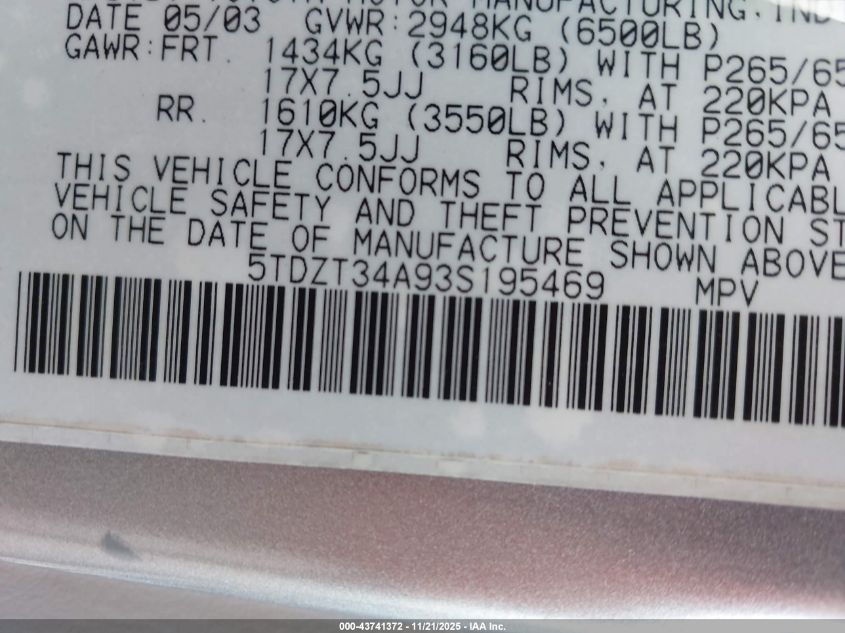 MOTOR MANUFACTURING, IND
DATE 05/03 GVWR:2948KG (6500LB)
GAWR:FRT. 1434KG (3160LB) WITH P265/65
17X7.5JJ RIMS, AT 220KPA
RR. 1610KG (3550LB) WITH P265/65
17X7.5JJ RIMS, AT 220KPA
THIS VEHICLE CONFORMS TO ALL APPLICABL
VEHICLE SAFETY AND THEFT PREVENTION ST
ON THE DATE OF MANUFACTURE SHOWN ABOVE
5TDZT34A93S195469 MPV
000-43741372 - 11/21/2025 - IAA Inc.